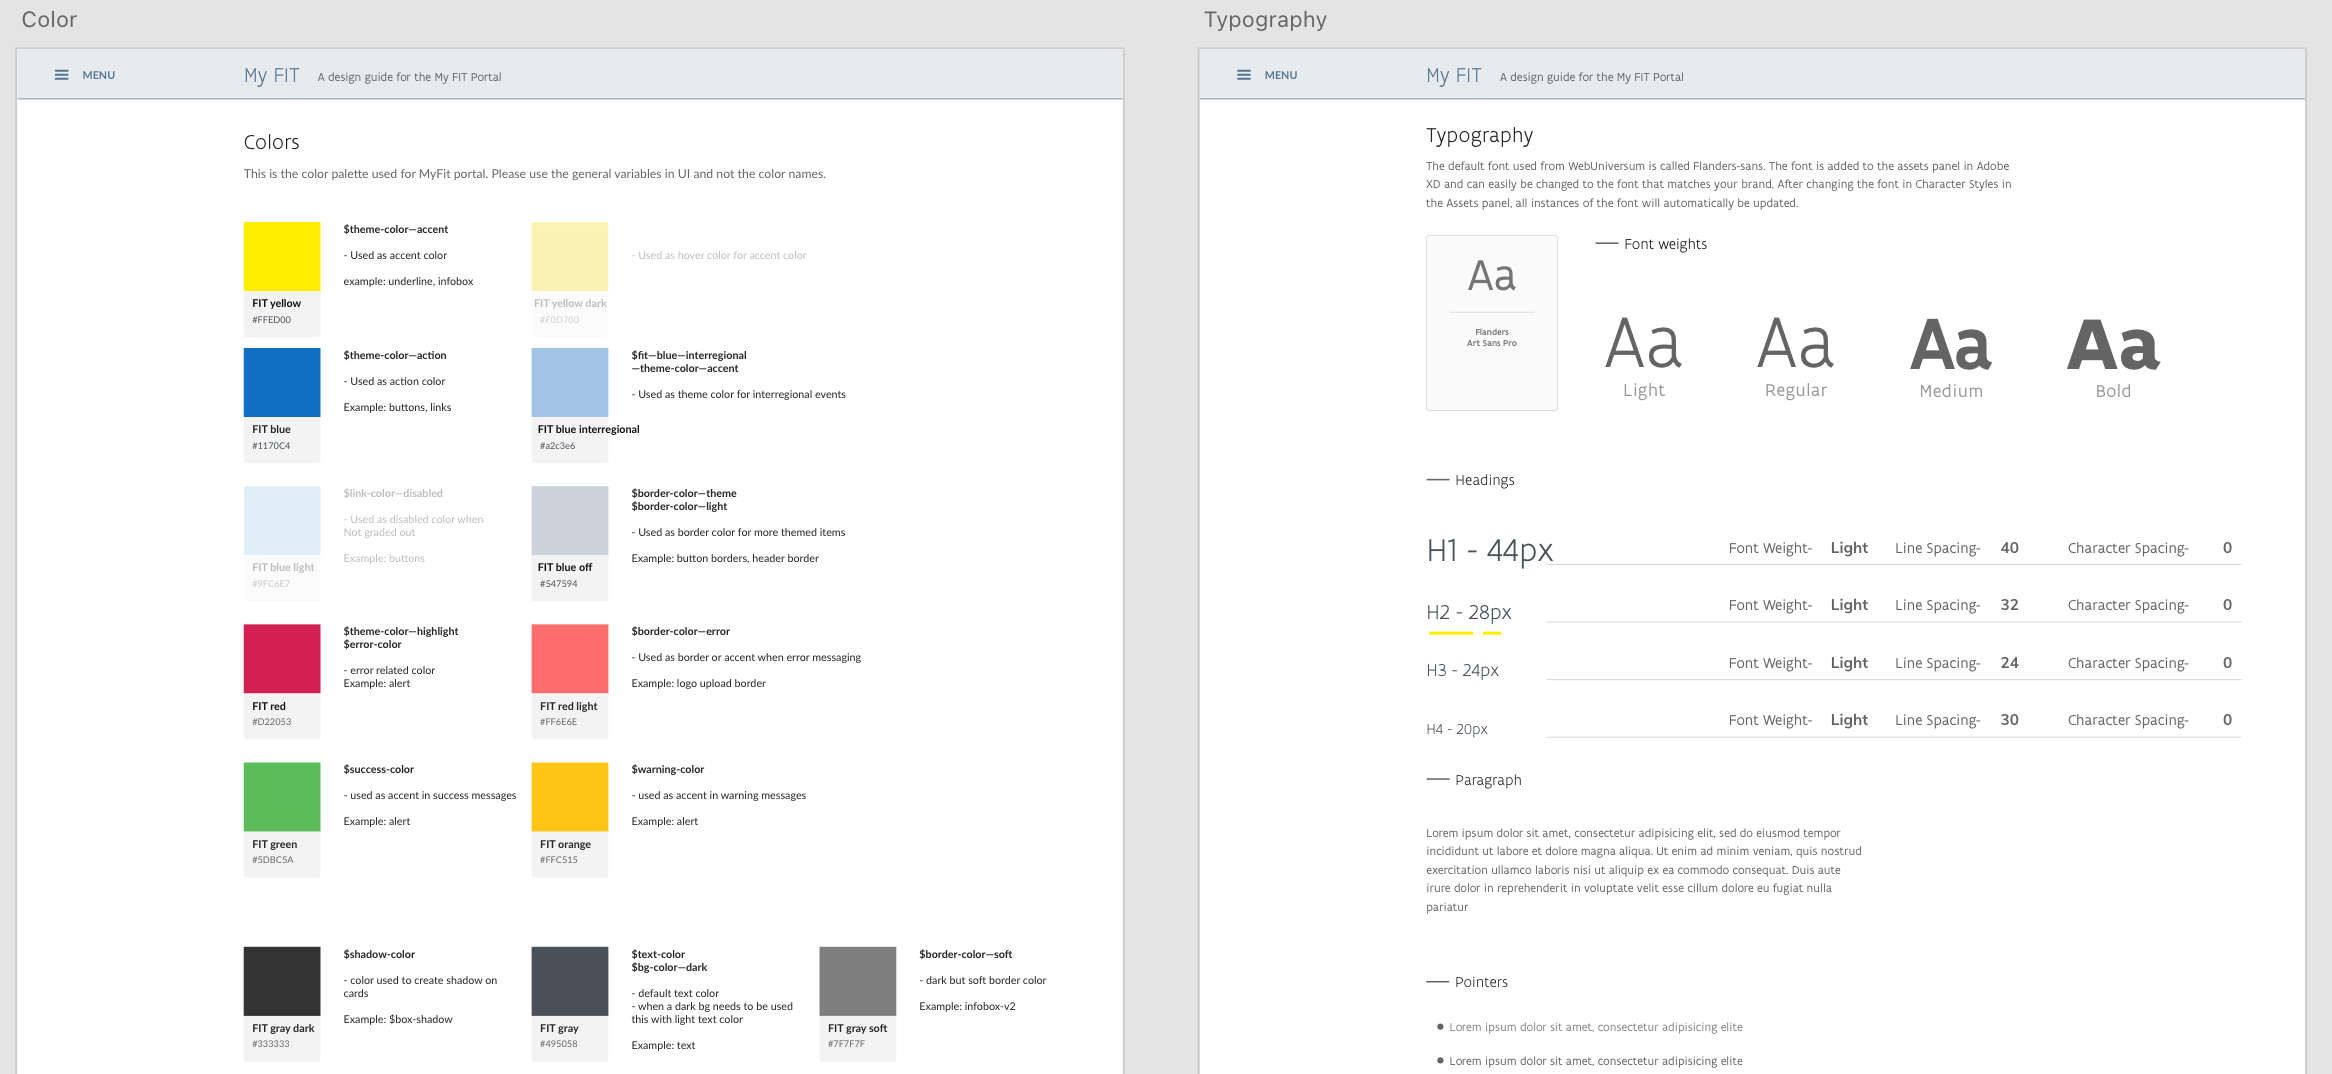 Color
MENU
My FIT
A design guide for the My FIT Portal
Colors
This is the color palette used for MyFit portal. Please use the general variables in UI and not the color names.
$theme-color—accent
- Used as accent color
example: underline, infobox
FIT yellow
#FFED00
- Used as hover color for accent color
FIT yellow dark
#F0D700
$theme-color—action
- Used as action color
Example: buttons, links
FIT blue
#1170C4
$fit—blue—interregional
—theme-color—accent
- Used as theme color for interregional events
FIT blue interregional
#a2c3e6
$link-color—disabled
- Used as disabled color when
Not graded out
Example: buttons
FIT blue light
#9FC6E7
$border-color—theme
$border-color—light
- Used as border color for more themed items
Example: button borders, header border
FIT blue off
#547594
$theme-color—highlight
$error-color
- error related color
Example: alert
FIT red
#D22053
$border-color—error
- Used as border or accent when error messaging
Example: logo upload border
FIT red light
#FF6E6E
$success-color
- used as accent in success messages
Example: alert
FIT green
#5DBC5A
$warning-color
- used as accent in warning messages
Example: alert
FIT orange
#FFC515
$shadow-color
- color used to create shadow on
cards
Example: $box-shadow
FIT gray dark
#333333
$text-color
$bg-color—dark
- default text color
- when a dark bg needs to be used
this with light text color
Example: text
FIT gray
#495058
$border-color—soft
- dark but soft border color
Example: infobox-v2
FIT gray soft
#7F7F7F
Typography
MENU
My FIT
A design guide for the My FIT Portal
Typography
The default font used from WebUniversum is called Flanders-sans. The font is added to the assets panel in Adobe
XD and can easily be changed to the font that matches your brand. After changing the font in Character Styles in
the Assets panel, all instances of the font will automatically be updated.
Aa
Flanders
Art Sans Pro
Font weights
Aa
Light
Aa
Regular
Aa
Medium
Aa
Bold
Headings
H1 - 44px Font Weight- Light Line Spacing- 40 Character Spacing- 0
H2 - 28px Font Weight- Light Line Spacing- 32 Character Spacing- 0
H3 - 24px Font Weight- Light Line Spacing- 24 Character Spacing- 0
H4 - 20px Font Weight- Light Line Spacing- 30 Character Spacing- 0
Paragraph
Lorem ipsum dolor sit amet, consectetur adipisicing elit, sed do eiusmod tempor
incididunt ut labore et dolore magna aliqua. Ut enim ad minim veniam, quis nostrud
exercitation ullamco laboris nisi ut aliquip ex ea commodo consequat. Duis aute
irure dolor in reprehenderit in voluptate velit esse cillum dolore eu fugiat nulla
pariatur
Pointers
Lorem ipsum dolor sit amet, consectetur adipisicing elite
Lorem ipsum dolor sit amet, consectetur adipisicing elite